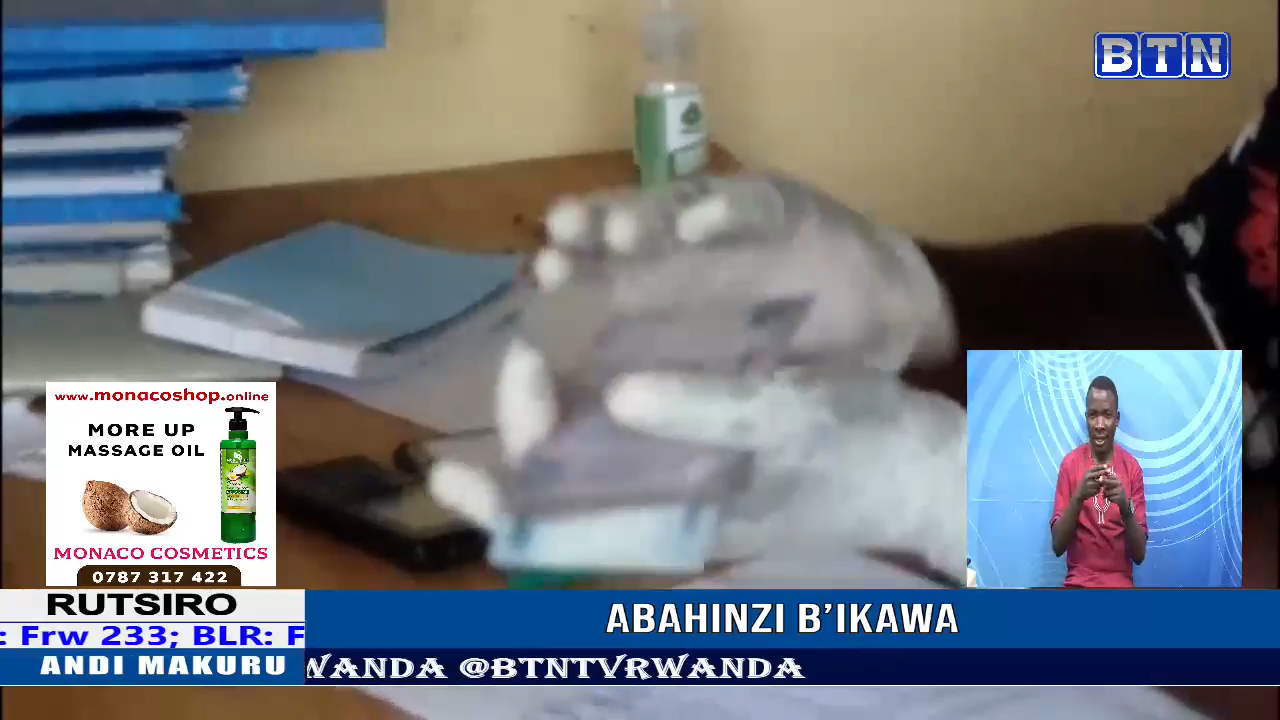 BTN
www.monacoshop.online
MORE UP
MASSAGE OIL
MONACO COSMETICS
0787 317 422
RUTSIRO
: Frw 233; BLR: F
ANDI MAKURU
ABAHINZI B'IKAWA
WANDA @BTNTVRWANDA